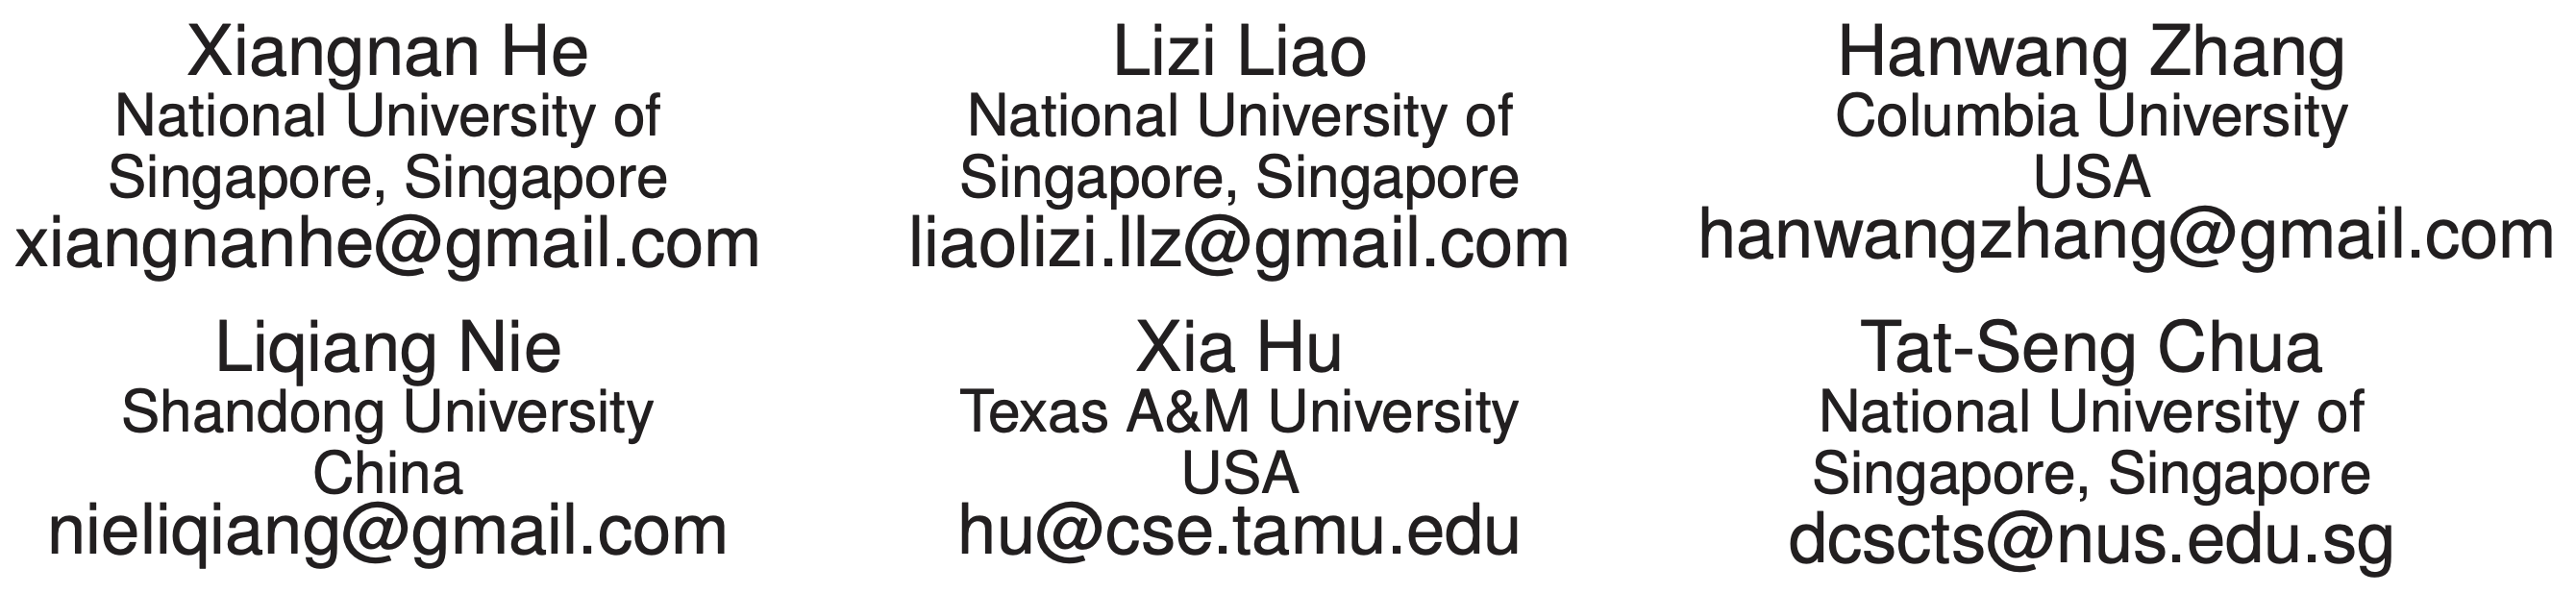 Xiangnan He
National University of
Singapore, Singapore
xiangnanhe@gmail.com
Lizi Liao
National University of
Singapore, Singapore
liaolizi.llz@gmail.com
Hanwang Zhang
Columbia University
USA
hanwangzhang@gmail.com
Liqiang Nie
Shandong University
China
nieliqiang@gmail.com
Xia Hu
Texas A&M University
USA
hu@cse.tamu.edu
Tat-Seng Chua
National University of
Singapore, Singapore
dcscts@nus.edu.sg